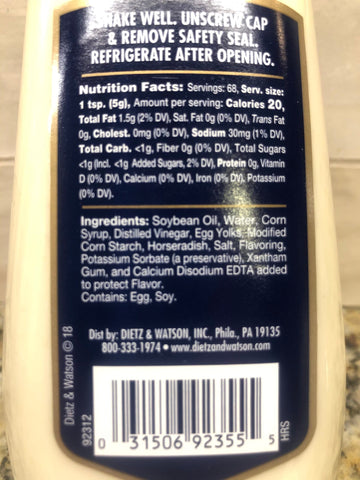 SHAKE WELL. UNSCREW CAP
& REMOVE SAFETY SEAL.
REFRIGERATE AFTER OPENING.
Nutrition Facts: Servings: 68, Serv. size:
1 tsp. (5g), Amount per serving: Calories 20,
Total Fat 1.5g (2% DV), Sat. Fat 0g (0% DV), Trans Fat
0g, Cholest. 0mg (0% DV), Sodium 30mg (1% DV),
Total Carb. <1g, Fiber 0g (0% DV), Total Sugars
<1g (Incl. <1g Added Sugars, 2% DV), Protein 0g, Vitamin
D (0% DV), Calcium (0% DV), Iron (0% DV), Potassium
(0% DV).
Ingredients: Soybean Oil, Water, Corn
Syrup, Distilled Vinegar, Egg Yolks, Modified
Corn Starch, Horseradish, Salt, Flavoring,
Potassium Sorbate (a preservative), Xantham
Gum, and Calcium Disodium EDTA added
to protect Flavor.
Contains: Egg, Soy.
Dist by: DIETZ & WATSON, INC., Phila., PA 19135
800-333-1974 • www.dietzandwatson.com
Dietz & Watson © 18
92312
0 31506 92355 5
HRS